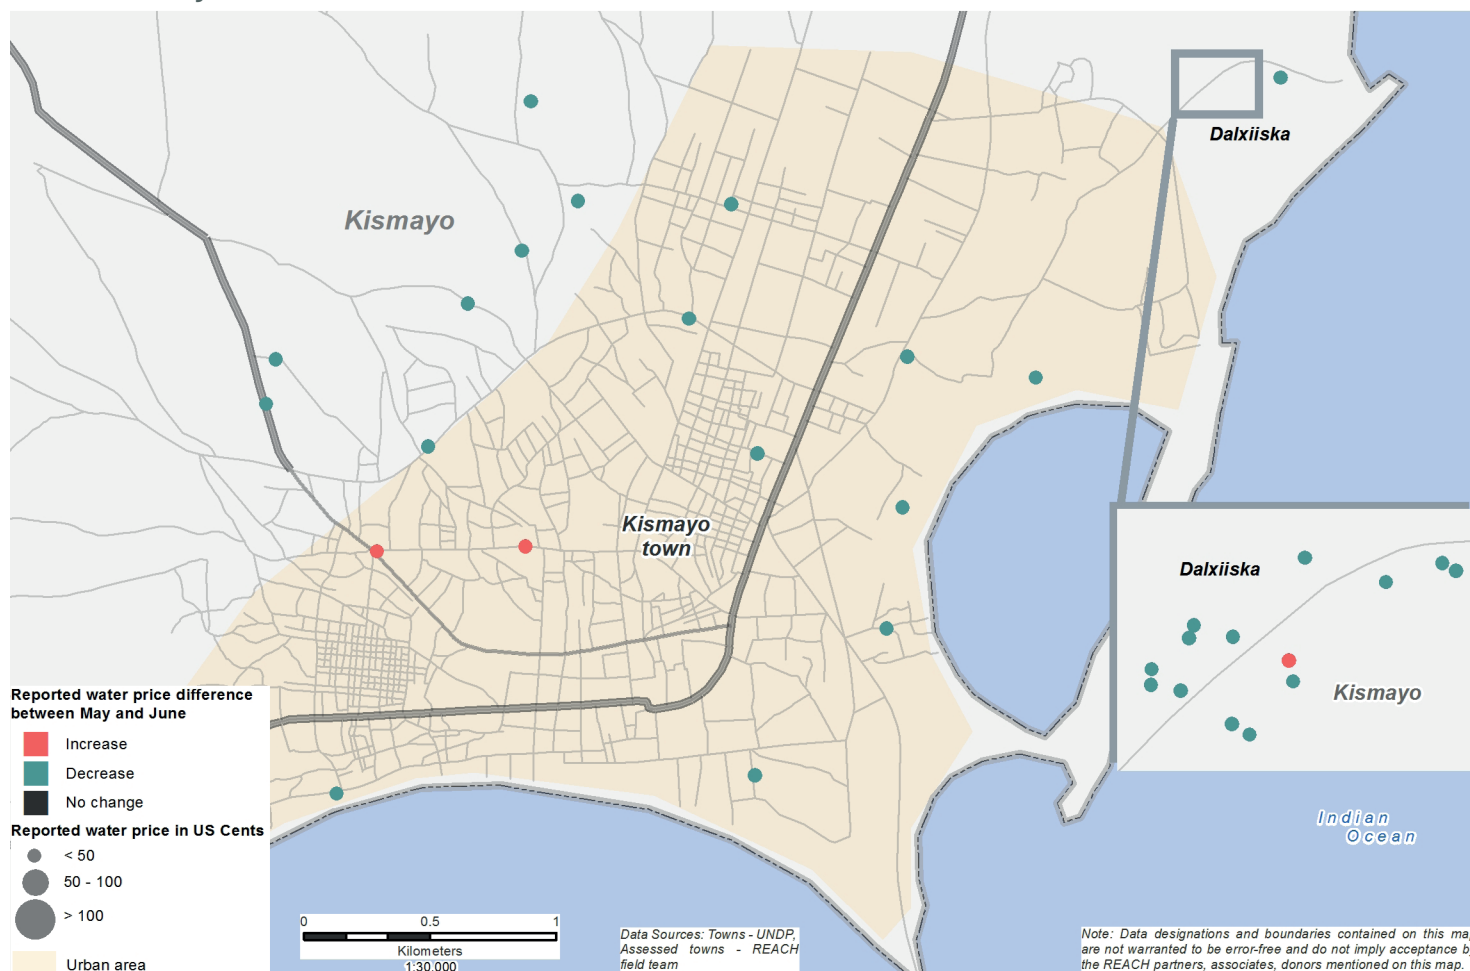 Dalxiiska
Kismayo
Kismayo
town
Dalxiiska
Kismayo
Reported water price difference
between May and June
Increase
Decrease
No change
Reported water price in US Cents
< 50
50 - 100
> 100
Urban area
Indian
Ocean
0 0.5 1
Kilometers
1:30,000
Data Sources: Towns - UNDP,
Assessed towns - REACH
field team
Note: Data designations and boundaries contained on this
are not warranted to be error-free and do not imply acceptance
the REACH partners, associates, donors mentioned on this map.